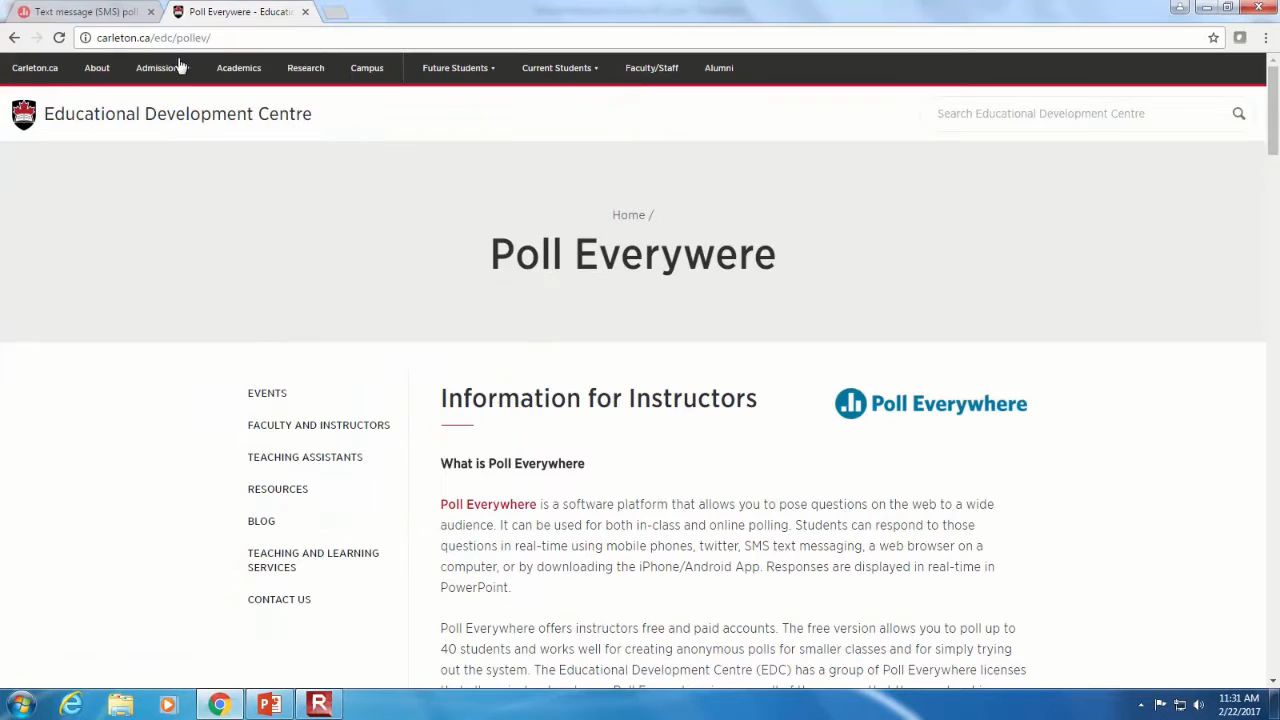 Text message (SMS) poll
Poll Everywhere - Educati
carleton.ca/edc/pollev/
Carleton.ca About Admissions Academics Research Campus Future Students Current Students Faculty/Staff Alumni
Educational Development Centre
Search Educational Development Centre
Home /
Poll Everywere
EVENTS
FACULTY AND INSTRUCTORS
TEACHING ASSISTANTS
RESOURCES
BLOG
TEACHING AND LEARNING
SERVICES
CONTACT US
Information for Instructors
Poll Everywhere
What is Poll Everywhere
Poll Everywhere is a software platform that allows you to pose questions on the web to a wide
audience. It can be used for both in-class and online polling. Students can respond to those
questions in real-time using mobile phones, twitter, SMS text messaging, a web browser on a
computer, or by downloading the iPhone/Android App. Responses are displayed in real-time in
PowerPoint.
Poll Everywhere offers instructors free and paid accounts. The free version allows you to poll up to
40 students and works well for creating anonymous polls for smaller classes and for simply trying
out the system. The Educational Development Centre (EDC) has a group of Poll Everywhere licenses
11:31 AM
2/22/2017